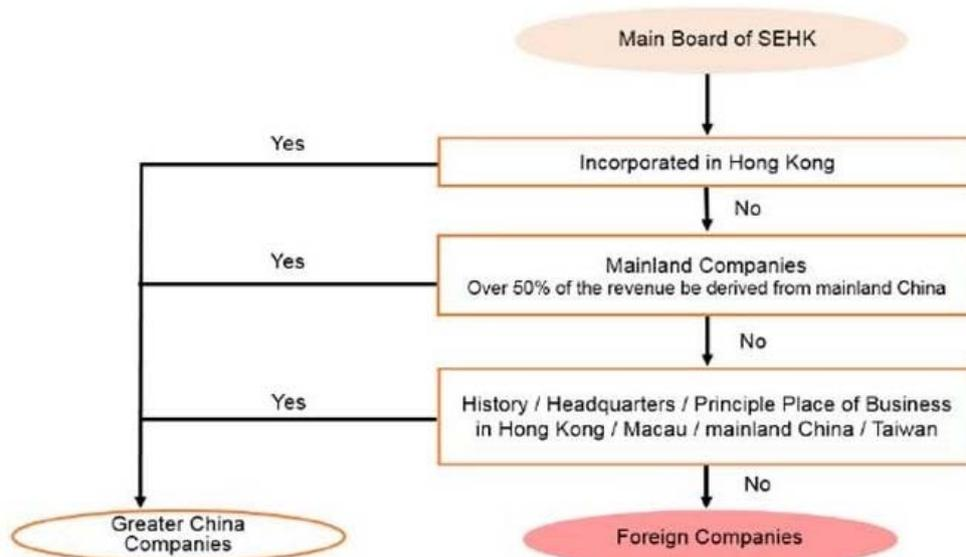 Main Board of SEHK
Yes
Incorporated in Hong Kong
No
Yes
Mainland Companies
Over 50% of the revenue be derived from mainland China
No
Yes
History / Headquarters / Principle Place of Business
in Hong Kong / Macau / mainland China / Taiwan
No
Greater China
Companies
Foreign Companies